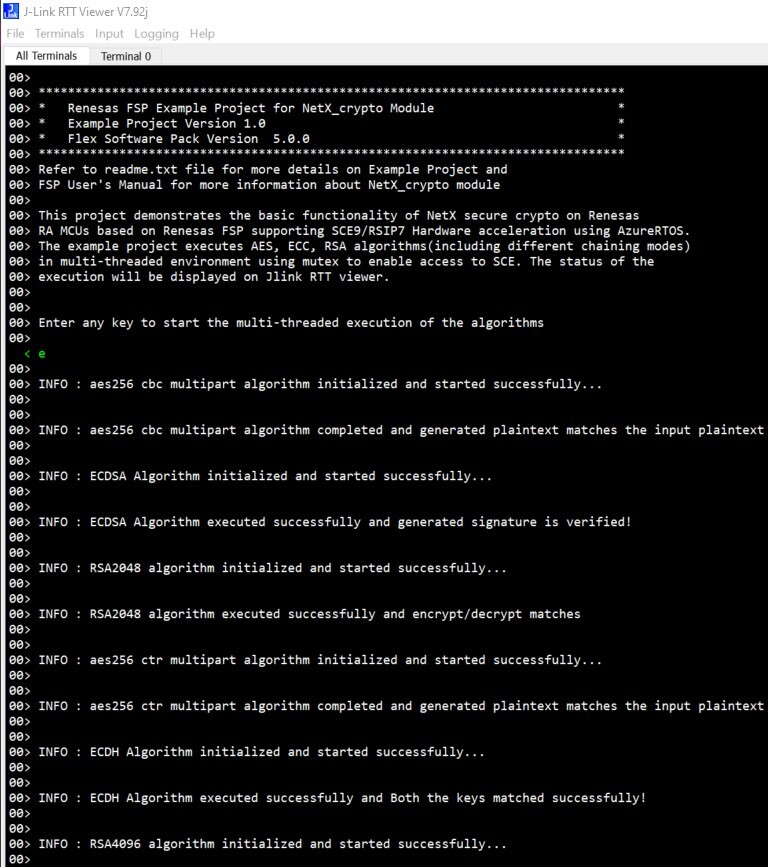 J-Link RTT Viewer V7.92j
File Terminals Input Logging Help
All Terminals Terminal 0
00>
00> ********************************************************************************
00> *   Renesas FSP Example Project for NetX_crypto Module                         *
00> *   Example Project Version 1.0                                                *
00> *   Flex Software Pack Version  5.0.0                                          *
00> ********************************************************************************
00> Refer to readme.txt file for more details on Example Project and
00> FSP User's Manual for more information about NetX_crypto module
00>
00> This project demonstrates the basic functionality of NetX secure crypto on Renesas
00> RA MCUs based on Renesas FSP supporting SCE9/RSIP7 Hardware acceleration using AzureRTOS.
00> The example project executes AES, ECC, RSA algorithms(including different chaining modes)
00> in multi-threaded environment using mutex to enable access to SCE. The status of the
00> execution will be displayed on Jlink RTT viewer.
00>
00>
00> Enter any key to start the multi-threaded execution of the algorithms
00>
< e
00>
00> INFO : aes256 cbc multipart algorithm initialized and started successfully...
00>
00>
00> INFO : aes256 cbc multipart algorithm completed and generated plaintext matches the input plaintext
00>
00>
00> INFO : ECDSA Algorithm initialized and started successfully...
00>
00>
00> INFO : ECDSA Algorithm executed successfully and generated signature is verified!
00>
00>
00> INFO : RSA2048 algorithm initialized and started successfully...
00>
00>
00> INFO : RSA2048 algorithm executed successfully and encrypt/decrypt matches
00>
00>
00> INFO : aes256 ctr multipart algorithm initialized and started successfully...
00>
00>
00> INFO : aes256 ctr multipart algorithm completed and generated plaintext matches the input plaintext
00>
00>
00> INFO : ECDH Algorithm initialized and started successfully...
00>
00>
00> INFO : ECDH Algorithm executed successfully and Both the keys matched successfully!
00>
00>
00> INFO : RSA4096 algorithm initialized and started successfully...
00>